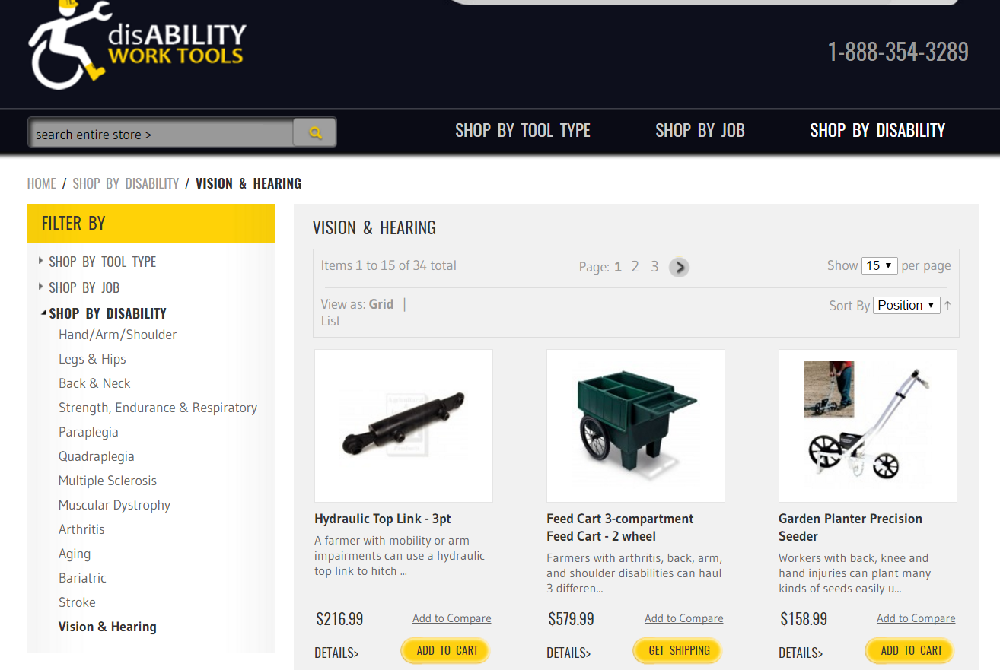 disABILITY
WORK TOOLS
1-888-354-3289
search entire store >
SHOP BY TOOL TYPE
SHOP BY JOB
SHOP BY DISABILITY
HOME / SHOP BY DISABILITY / VISION & HEARING
FILTER BY
SHOP BY TOOL TYPE
SHOP BY JOB
SHOP BY DISABILITY
Hand/Arm/Shoulder
Legs & Hips
Back & Neck
Strength, Endurance & Respiratory
Paraplegia
Quadraplegia
Multiple Sclerosis
Muscular Dystrophy
Arthritis
Aging
Bariatric
Stroke
Vision & Hearing
VISION & HEARING
Items 1 to 15 of 34 total
Page: 1 2 3
Show 15 per page
View as: Grid |
List
Sort By Position
Hydraulic Top Link - 3pt
A farmer with mobility or arm
impairments can use a hydraulic
top link to hitch ...
$216.99
Add to Compare
DETAILS>
ADD TO CART
Feed Cart 3-compartment
Feed Cart - 2 wheel
Farmers with arthritis, back, arm,
and shoulder disabilities can haul
3 differen...
$579.99
Add to Compare
DETAILS>
GET SHIPPING
Garden Planter Precision
Seeder
Workers with back, knee and
hand injuries can plant many
kinds of seeds easily u...
$158.99
Add to Compare
DETAILS>
ADD TO CART